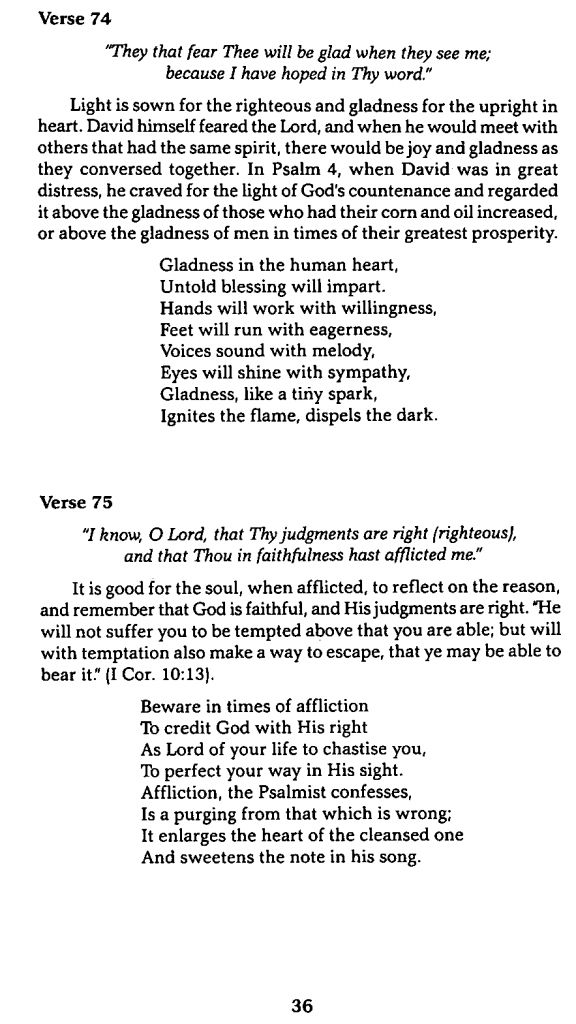 Verse 74
"They that fear Thee will be glad when they see me;
because I have hoped in Thy word."
Light is sown for the righteous and gladness for the upright in
heart. David himself feared the Lord, and when he would meet with
others that had the same spirit, there would be joy and gladness as
they conversed together. In Psalm 4, when David was in great
distress, he craved for the light of God's countenance and regarded
it above the gladness of those who had their corn and oil increased,
or above the gladness of men in times of their greatest prosperity.
Gladness in the human heart,
Untold blessing will impart.
Hands will work with willingness,
Feet will run with eagerness,
Voices sound with melody,
Eyes will shine with sympathy,
Gladness, like a tiny spark,
Ignites the flame, dispels the dark.
Verse 75
"I know, O Lord, that Thy judgments are right (righteous),
and that Thou in faithfulness hast afflicted me."
It is good for the soul, when afflicted, to reflect on the reason,
and remember that God is faithful, and His judgments are right. "He
will not suffer you to be tempted above that you are able; but will
with temptation also make a way to escape, that ye may be able to
bear it." (I Cor. 10:13).
Beware in times of affliction
To credit God with His right
As Lord of your life to chastise you,
To perfect your way in His sight.
Affliction, the Psalmist confesses,
Is a purging from that which is wrong;
It enlarges the heart of the cleansed one
And sweetens the note in his song.
36